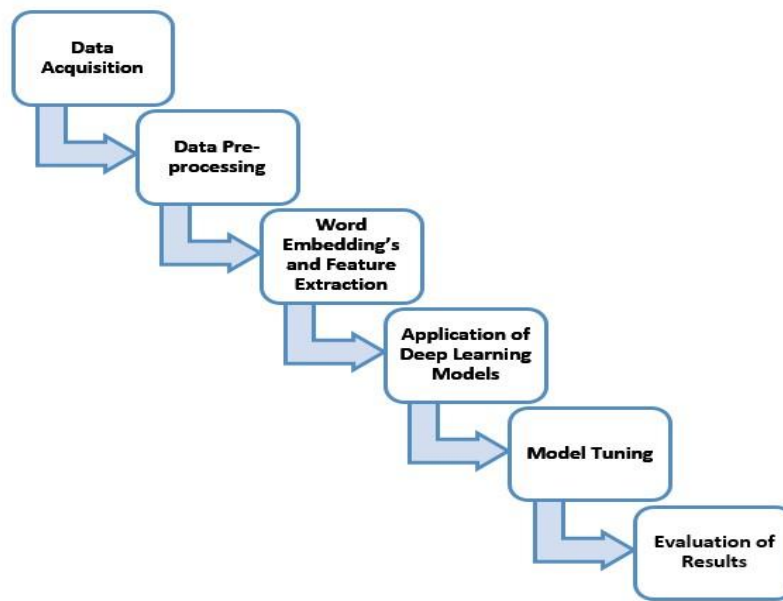 Data
Acquisition
Data Pre-
processing
Word
Embedding's
and Feature
Extraction
Application of
Deep Learning
Models
Model Tuning
Evaluation of
Results